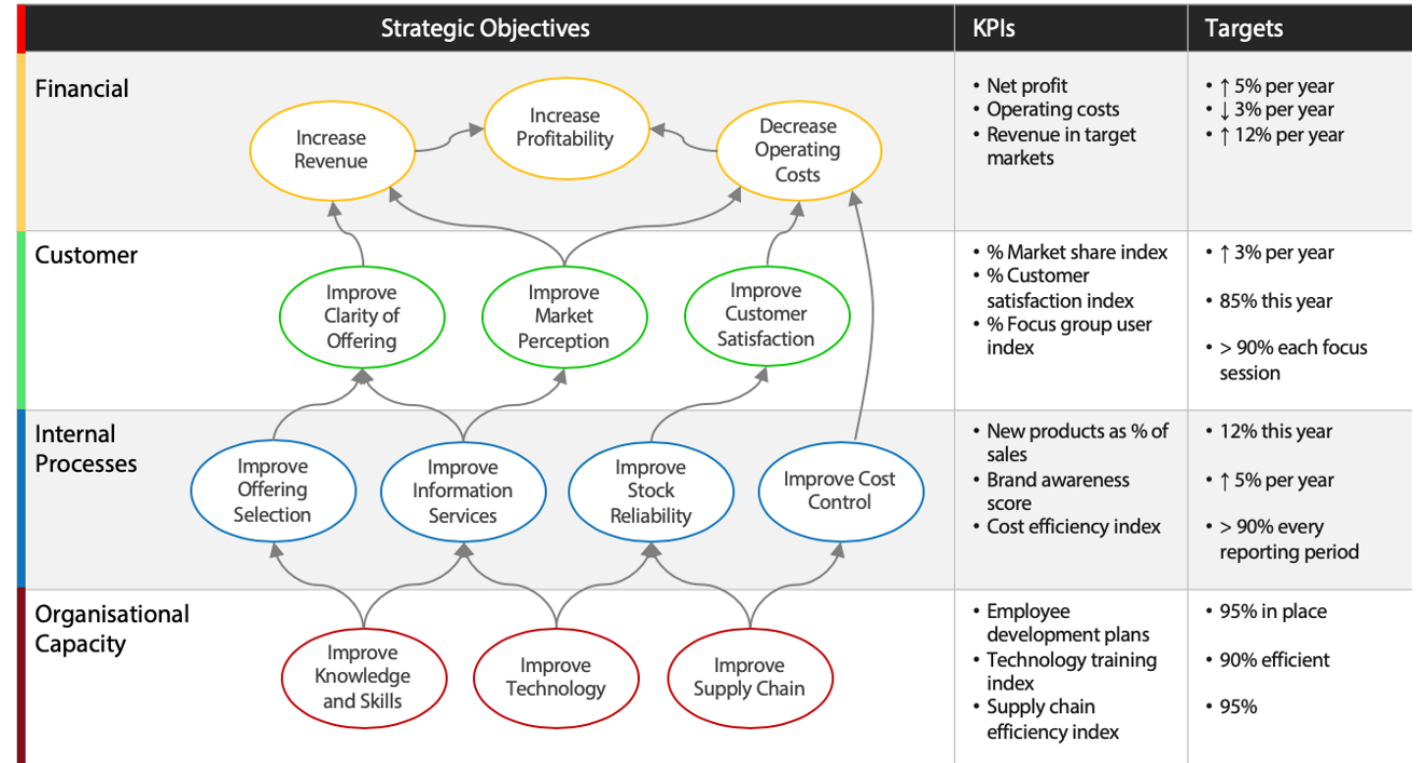 Strategic Objectives
KPIs
Targets
Financial
Increase
Revenue
Increase
Profitability
Decrease
Operating
Costs
• Net profit
• Operating costs
• Revenue in target
markets
• ↑ 5% per year
• ↓ 3% per year
• ↑ 12% per year
Customer
Improve
Clarity of
Offering
Improve
Market
Perception
Improve
Customer
Satisfaction
• % Market share index
• % Customer
satisfaction index
• % Focus group user
index
• ↑ 3% per year
• 85% this year
• > 90% each focus
session
Internal
Processes
Improve
Offering
Selection
Improve
Information
Services
Improve
Stock
Reliability
Improve Cost
Control
• New products as % of
sales
• Brand awareness
score
• Cost efficiency index
• 12% this year
• ↑ 5% per year
• > 90% every
reporting period
Organisational
Capacity
Improve
Knowledge
and Skills
Improve
Technology
Improve
Supply Chain
• Employee
development plans
• Technology training
index
• Supply chain
efficiency index
• 95% in place
• 90% efficient
• 95%